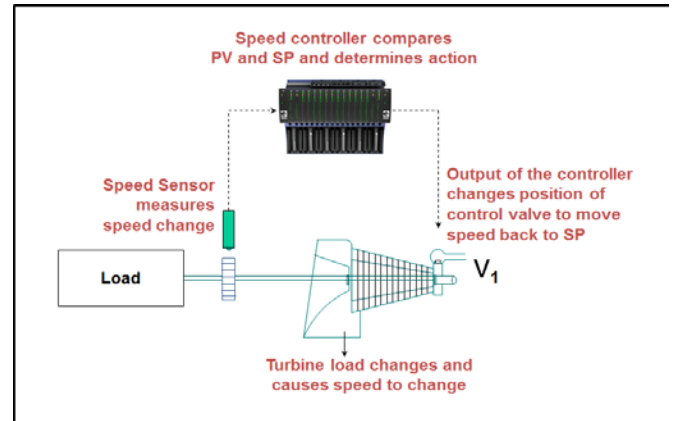 Speed controller compares
PV and SP and determines action
Speed Sensor
measures
speed change
Output of the controller
changes position of
control valve to move
speed back to SP
Load
V1
Turbine load changes and
causes speed to change